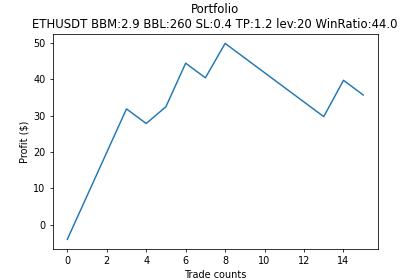 Portfolio
ETHUSDT BBM:2.9 BBL:260 SL:0.4 TP:1.2 lev:20 WinRatio:44.0
50
40
30
20
10
0
Profit ($)
0 2 4 6 8 10 12 14
Trade counts